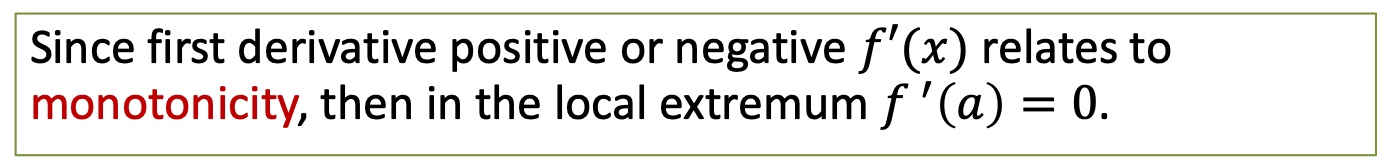 Since first derivative positive or negative f′(x) relates to
monotonicity, then in the local extremum f ′(a) = 0.